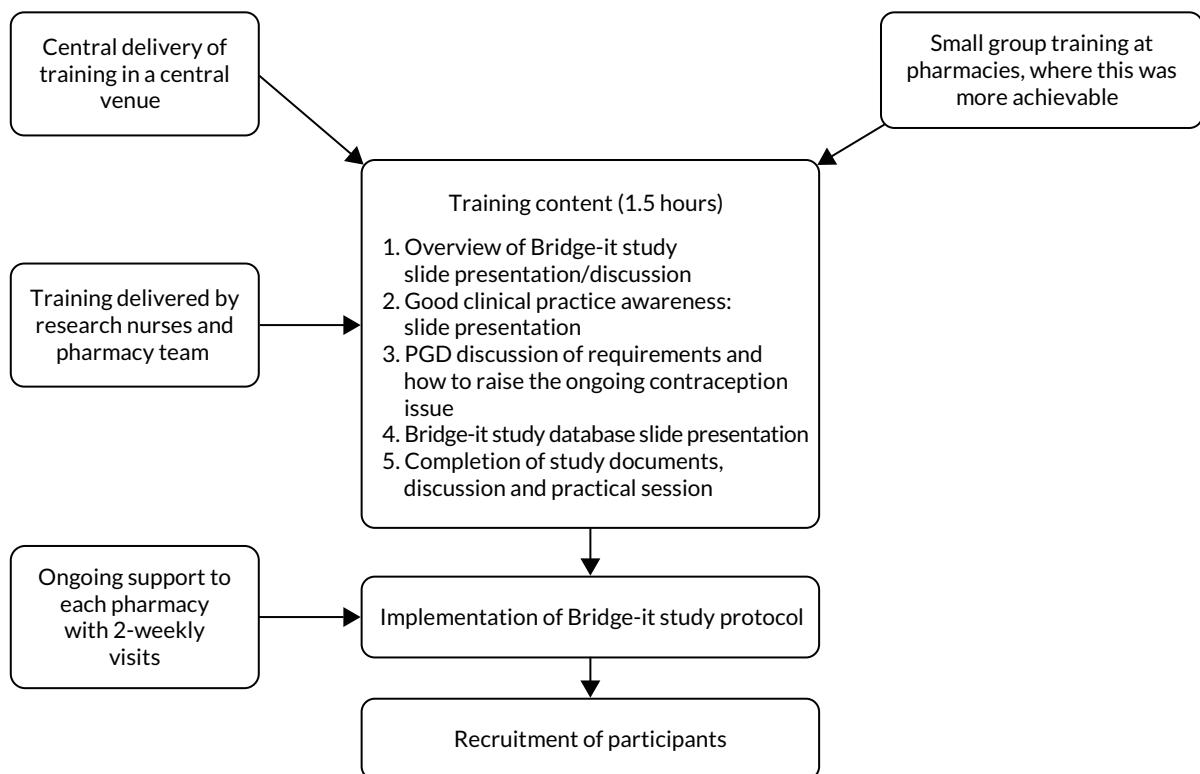 Central delivery of
training in a central
venue
Small group training at
pharmacies, where this was
more achievable
Training content (1.5 hours)
1. Overview of Bridge-it study
slide presentation/discussion
2. Good clinical practice awareness:
slide presentation
3. PGD discussion of requirements and
how to raise the ongoing contraception
issue
4. Bridge-it study database slide presentation
5. Completion of study documents,
discussion and practical session
Training delivered by
research nurses and
pharmacy team
Ongoing support to
each pharmacy
with 2-weekly
visits
Implementation of Bridge-it study protocol
Recruitment of participants